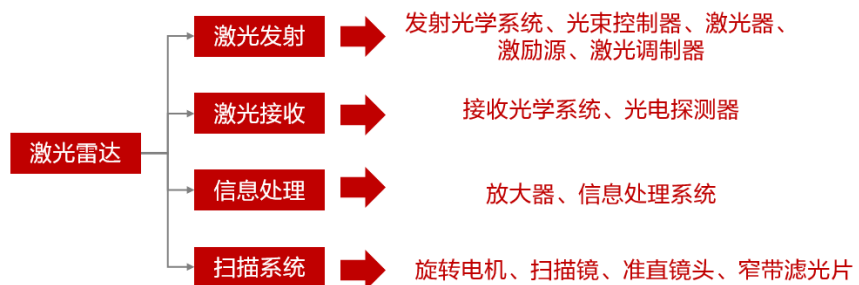 激光发射
发射光学系统、光束控制器、激光器、
激励源、激光调制器
激光接收
接收光学系统、光电探测器
激光雷达
信息处理
放大器、信息处理系统
扫描系统
旋转电机、扫描镜、准直镜头、窄带滤光片